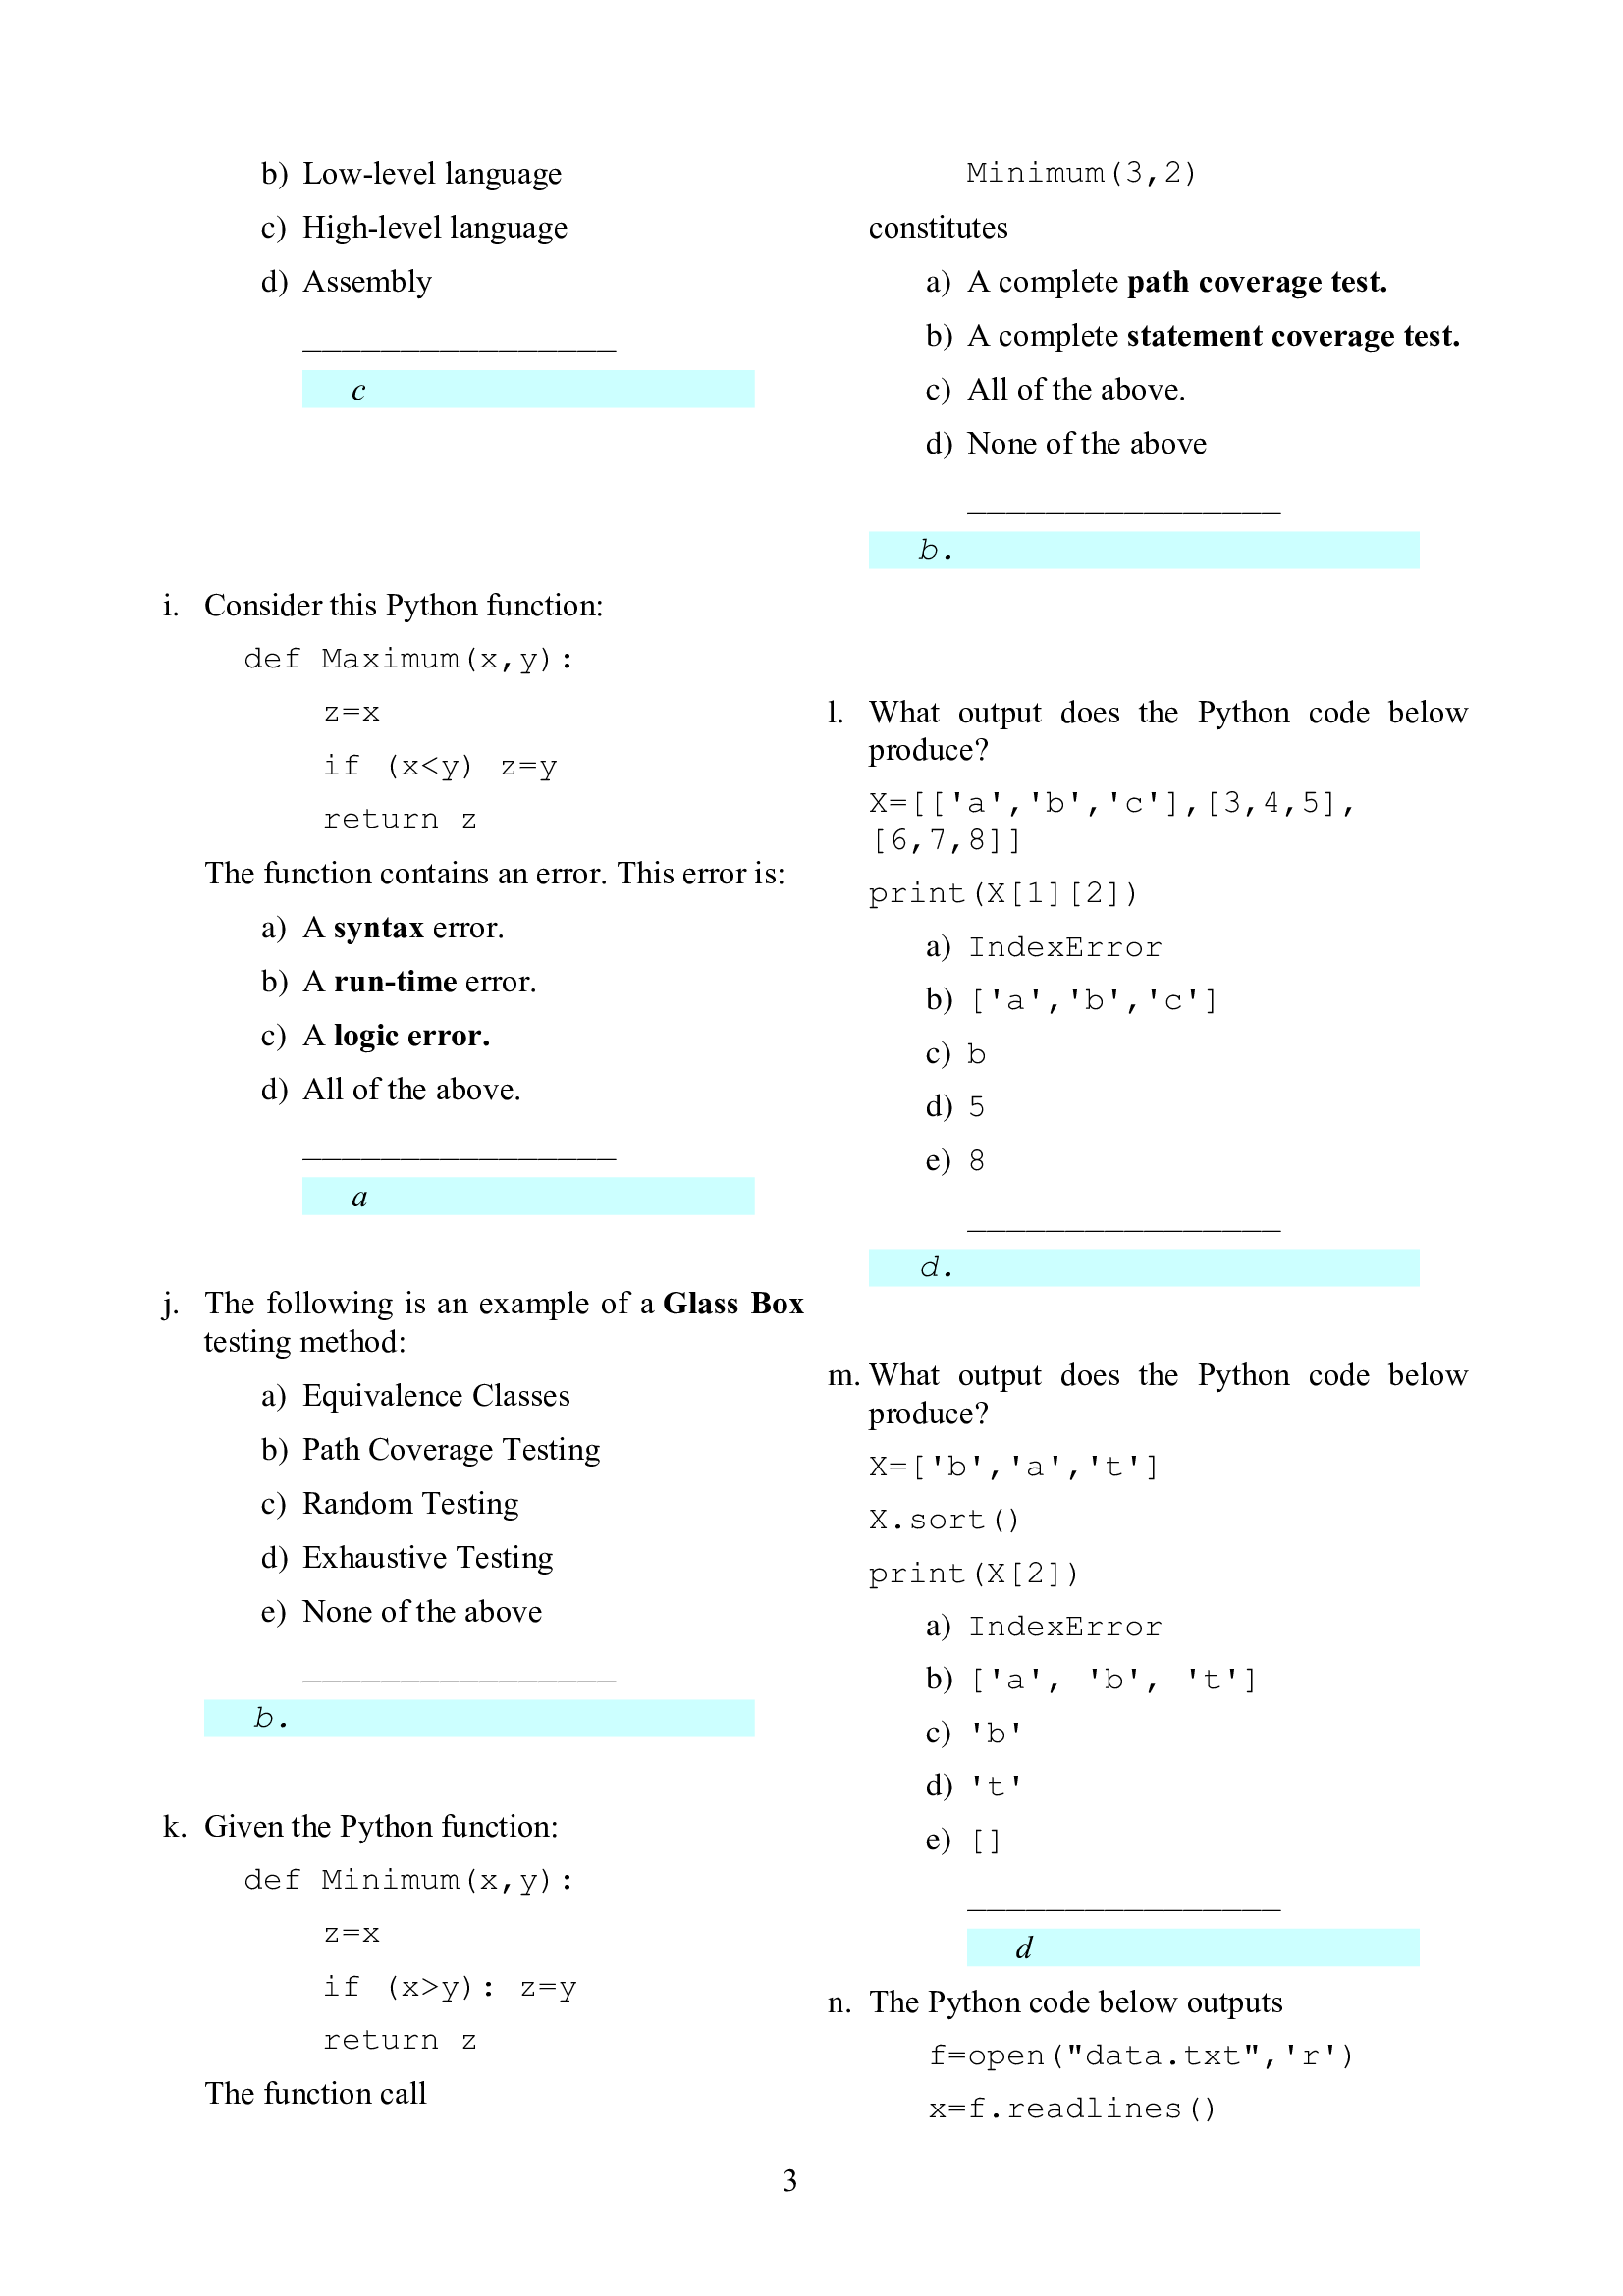 b) Low-level language
c) High-level language
d) Assembly
________________
c
i. Consider this Python function:
def Maximum(x,y):
z=x
if (x<y) z=y
return z
The function contains an error. This error is:
a) A syntax error.
b) A run-time error.
c) A logic error.
d) All of the above.
________________
a
j. The following is an example of a Glass Box
testing method:
a) Equivalence Classes
b) Path Coverage Testing
c) Random Testing
d) Exhaustive Testing
e) None of the above
________________
b.
k. Given the Python function:
def Minimum(x,y):
z=x
if (x>y): z=y
return z
The function call
Minimum(3,2)
constitutes
a) A complete path coverage test.
b) A complete statement coverage test.
c) All of the above.
d) None of the above
________________
b.
l. What output does the Python code below
produce?
X=[['a','b','c'],[3,4,5],
[6,7,8]]
print(X[1][2])
a) IndexError
b) ['a','b','c']
c) b
d) 5
e) 8
________________
d.
m. What output does the Python code below
produce?
X=['b','a','t']
X.sort()
print(X[2])
a) IndexError
b) ['a', 'b', 't']
c) 'b'
d) 't'
e) []
________________
d
n. The Python code below outputs
f=open("data.txt",'r')
x=f.readlines()
3